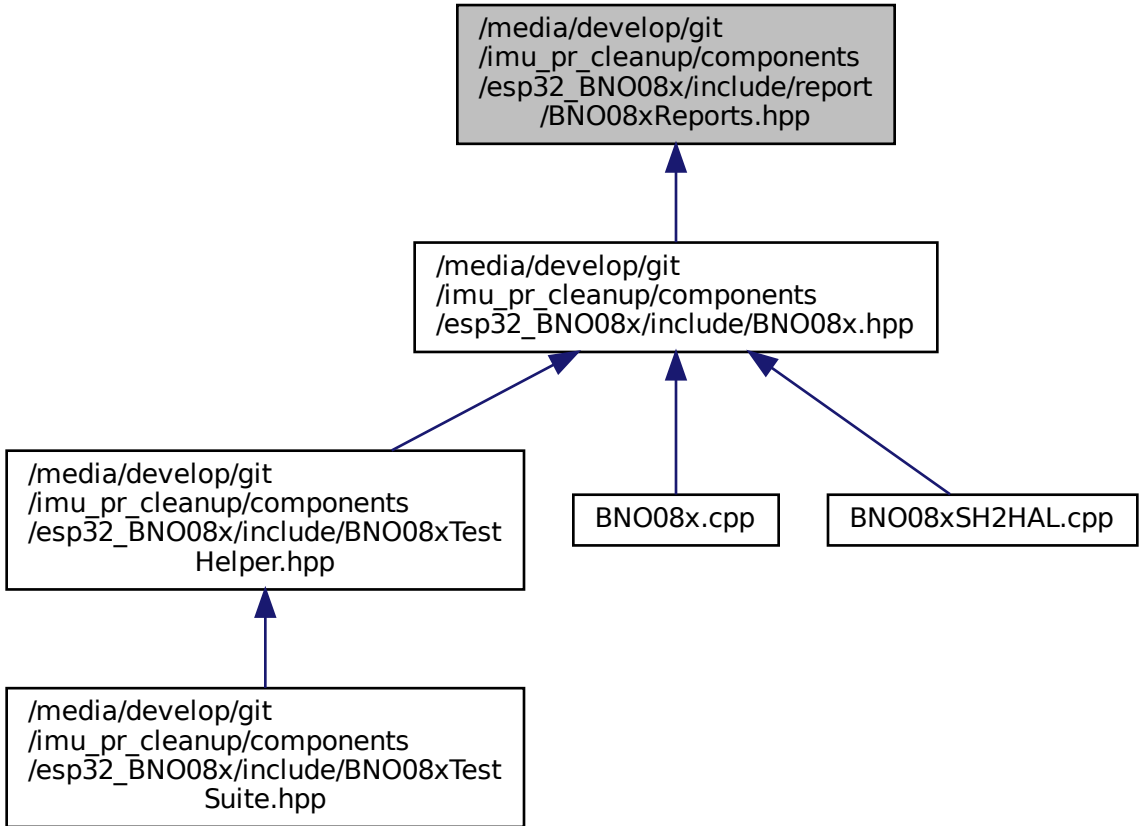 /media/develop/git
/imu_pr_cleanup/components
/esp32_BNO08x/include/report
/BNO08xReports.hpp
/media/develop/git
/imu_pr_cleanup/components
/esp32_BNO08x/include/BNO08x.hpp
/media/develop/git
/imu_pr_cleanup/components
/esp32_BNO08x/include/BNO08xTest
Helper.hpp
BNO08x.cpp
BNO08xSH2HAL.cpp
/media/develop/git
/imu_pr_cleanup/components
/esp32_BNO08x/include/BNO08xTest
Suite.hpp